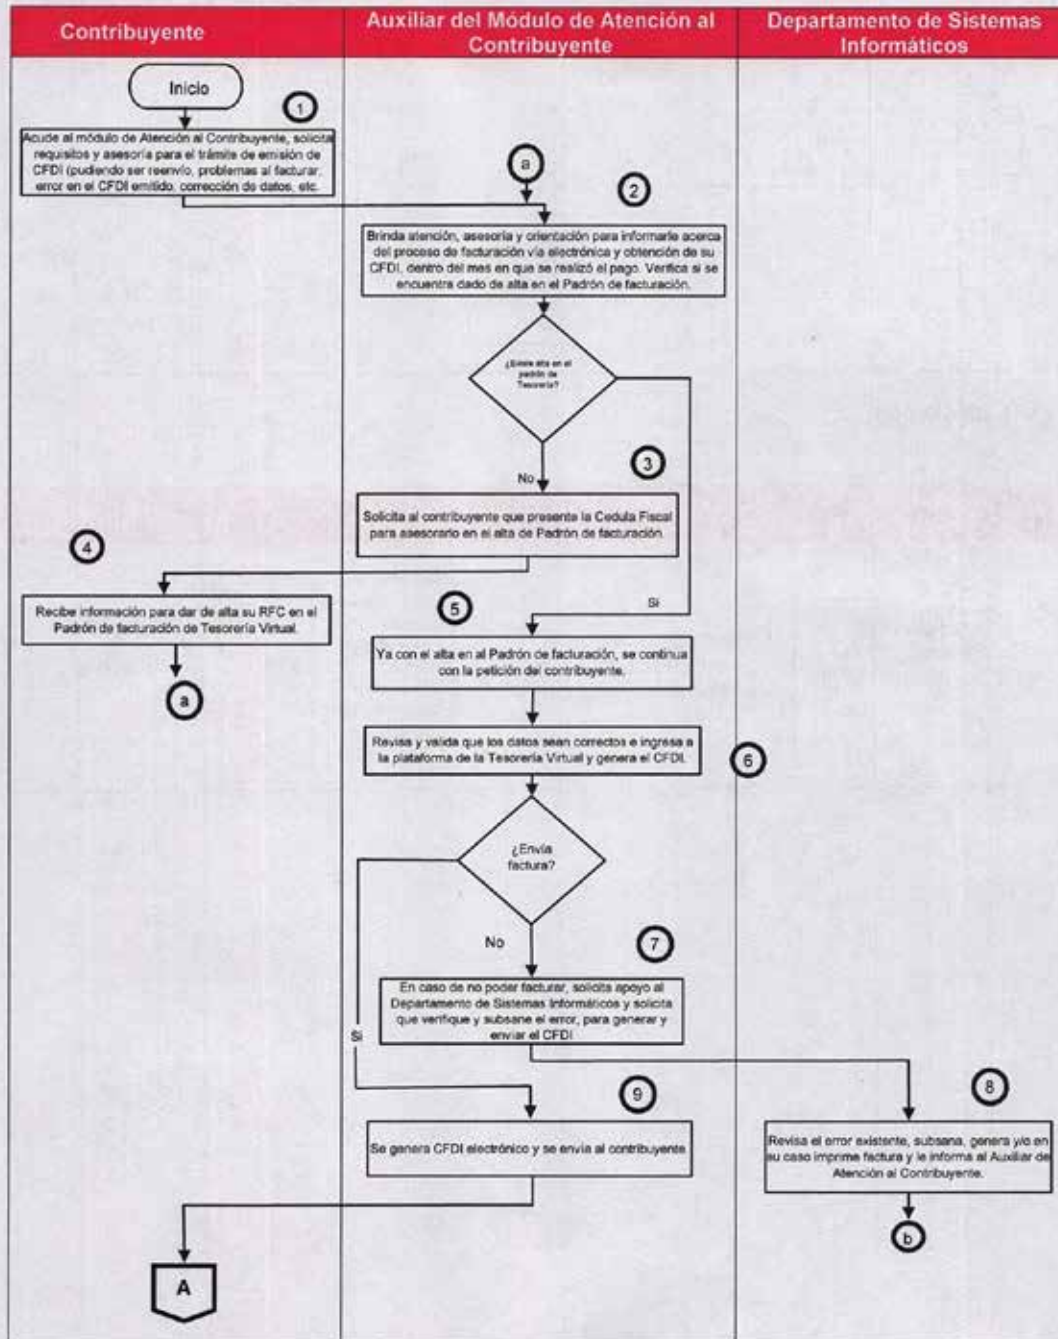 Contribuyente
Auxiliar del Módulo de Atención al
Contribuyente
Departamento de Sistemas
Informáticos
Inicio
1
Acude al módulo de Atención al Contribuyente, solicita
requisitos y asesoría para el trámite de emisión de
CFDI (pudiendo ser reenvío, problemas al facturar,
error en el CFDI emitido, corrección de datos, etc.
a
2
Brinda atención, asesoría y orientación para informarle acerca
del proceso de facturación vía electrónica y obtención de su
CFDI, dentro del mes en que se realizó el pago. Verifica si se
encuentra dado de alta en el Padrón de facturación.
¿Existe alta en el
padrón de
Tesorería?
No
3
Solicita al contribuyente que presente la Cedula Fiscal
para asesorarlo en el alta de Padrón de facturación.
4
Recibe información para dar de alta su RFC en el
Padrón de facturación de Tesorería Virtual.
a
Si
5
Ya con el alta en al Padrón de facturación, se continua
con la petición del contribuyente.
Revisa y valida que los datos sean correctos e ingresa a
la plataforma de la Tesorería Virtual y genera el CFDI.
6
¿Envía
factura?
No
Si
7
En caso de no poder facturar, solicita apoyo al
Departamento de Sistemas Informáticos y solicita
que verifique y subsane el error, para generar y
enviar el CFDI
8
Revisa el error existente, subsana, genera y/o en
su caso imprime factura y le informa al Auxiliar de
Atención al Contribuyente.
b
9
Se genera CFDI electrónico y se envía al contribuyente.
A